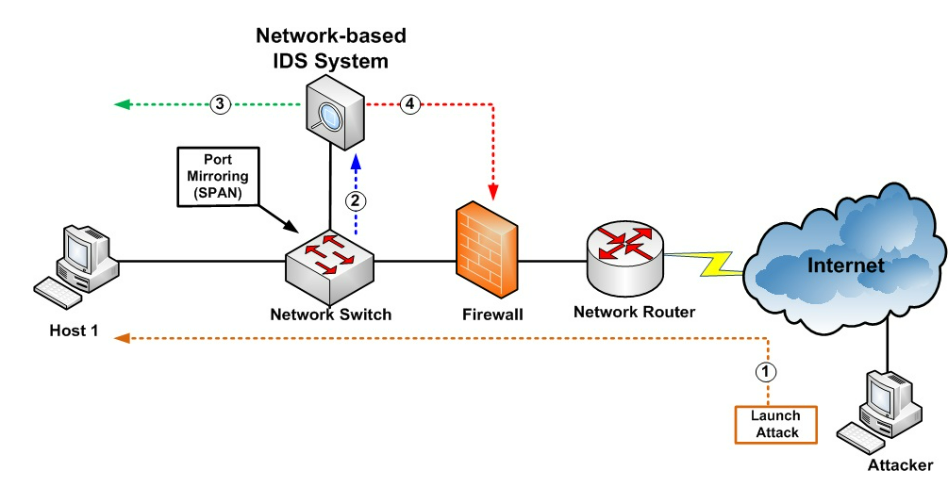 Network-based
IDS System
3
4
Port
Mirroring
(SPAN)
2
Internet
Host 1
Network Switch
Firewall
Network Router
1
Launch
Attack
Attacker